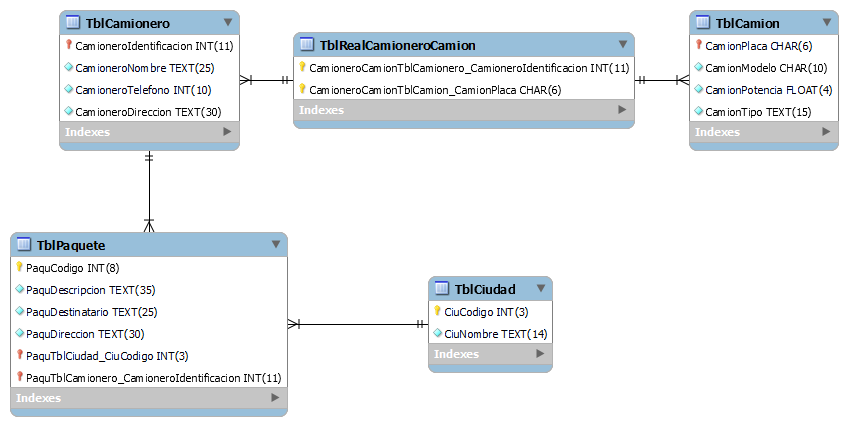 TblCamionero
CamioneroIdentificacion INT(11)
CamioneroNombre TEXT(25)
CamioneroTelefono INT(10)
CamioneroDireccion TEXT(30)
Indexes
TblRealCamioneroCamion
CamioneroCamionTblCamionero_CamioneroIdentificacion INT(11)
CamioneroCamionTblCamion_CamionPlaca CHAR(6)
Indexes
TblCamion
CamionPlaca CHAR(6)
CamionModelo CHAR(10)
CamionPotencia FLOAT(4)
CamionTipo TEXT(15)
Indexes
TblPaquete
PaquCodigo INT(8)
PaquDescripcion TEXT(35)
PaquDestinatario TEXT(25)
PaquDireccion TEXT(30)
PaquTblCiudad_CiuCodigo INT(3)
PaquTblCamionero_CamioneroIdentificacion INT(11)
Indexes
TblCiudad
CiuCodigo INT(3)
CiuNombre TEXT(14)
Indexes